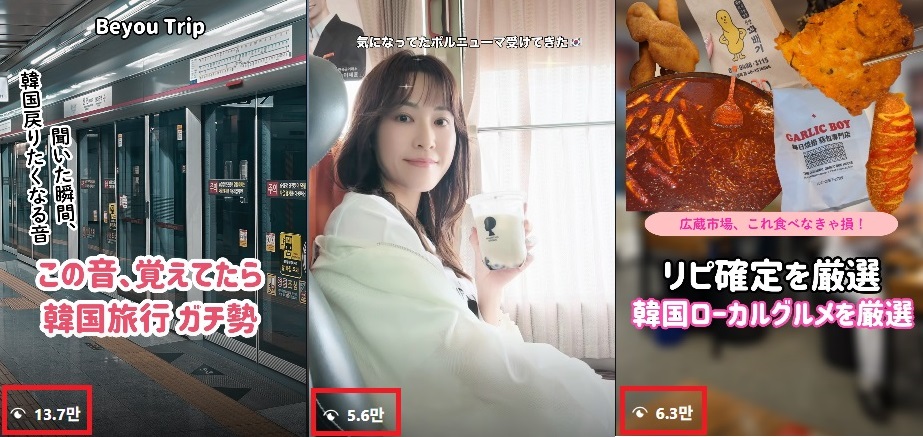 Beyou Trip
聞いた瞬間、
韓国戻りたくなる音
この音、覚えてたら
韓国旅行 ガチ勢
13.7만
気になってたボルニューマ受けてきた🇰🇷
5.6만
GARLIC BOY
広蔵市場、これ食べなきゃ損！
リピ確定を厳選
韓国ローカルグルメを厳選
6.3만